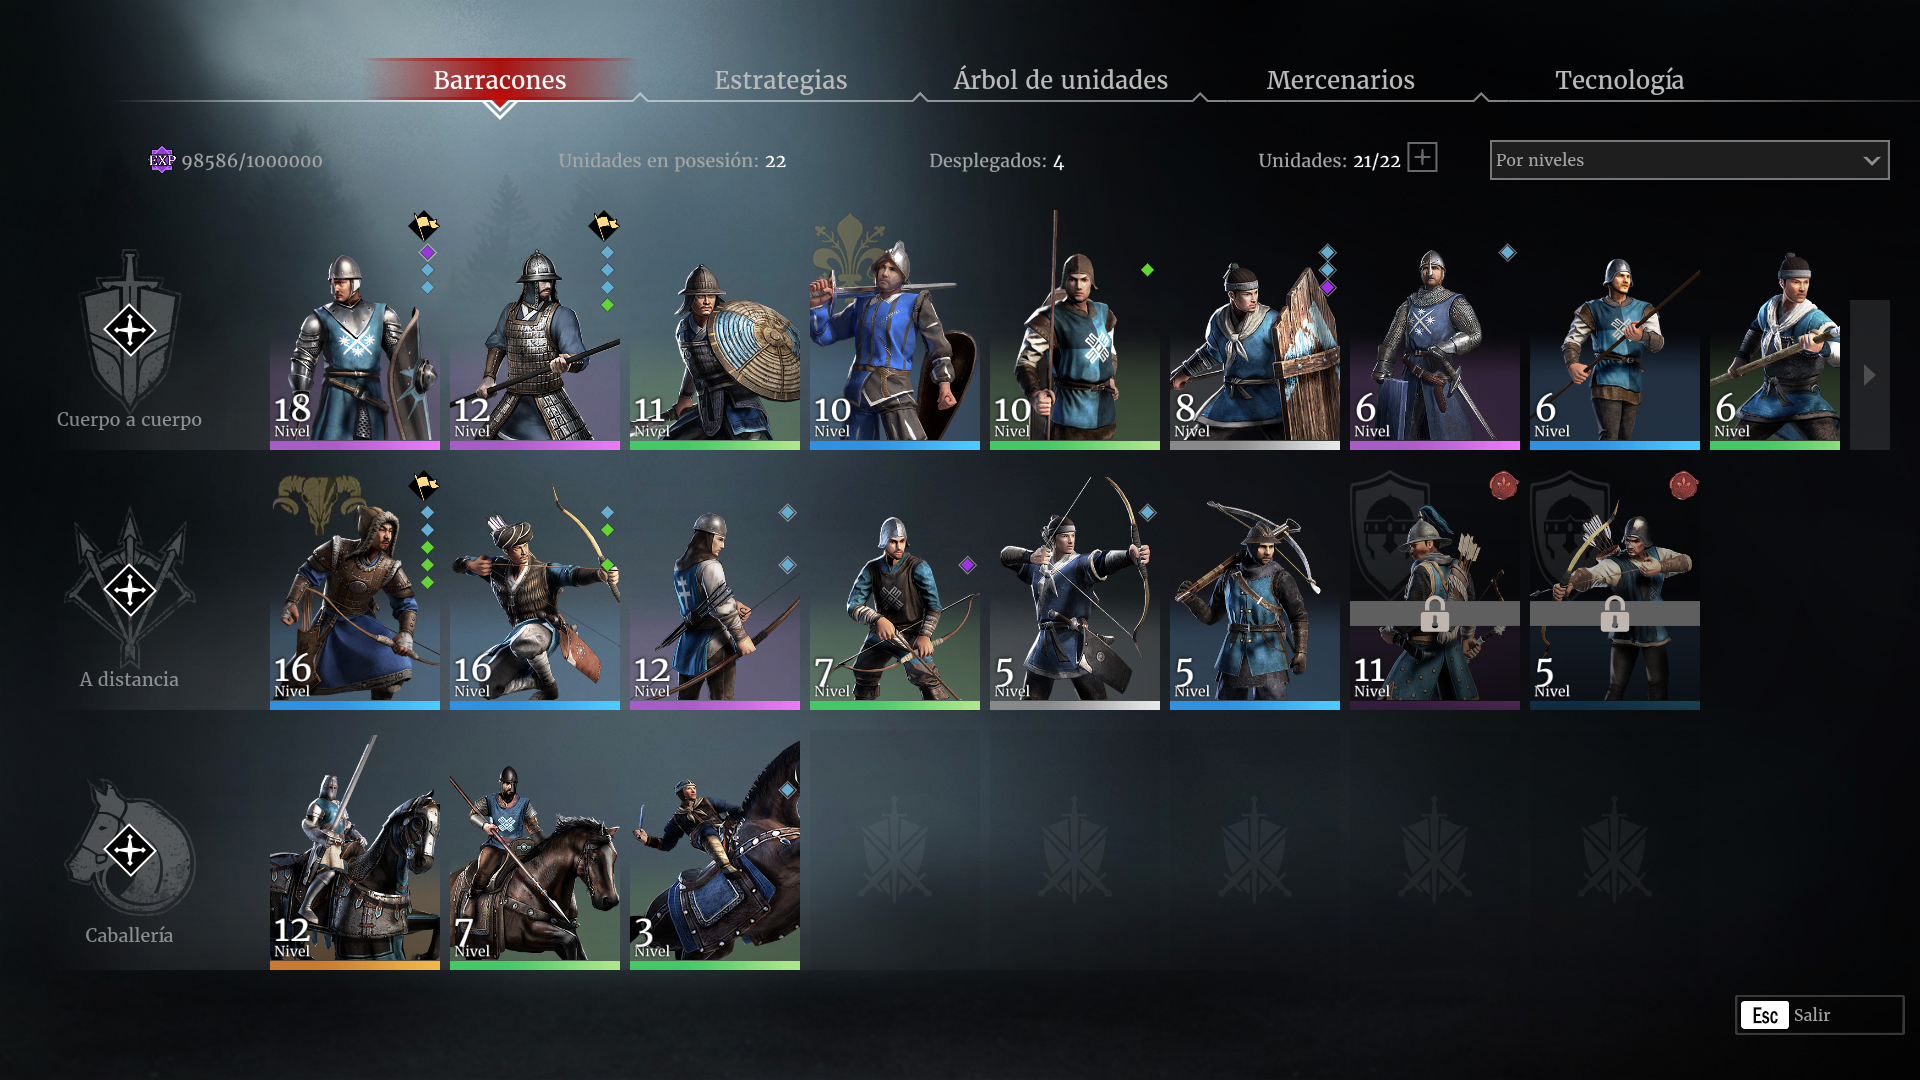 Barracones
Estrategias
Árbol de unidades
Mercenarios
Tecnología
EXP 98586/1000000
Unidades en posesión: 22
Desplegados: 4
Unidades: 21/22
Por niveles
Cuerpo a cuerpo
18 Nivel
12 Nivel
11 Nivel
10 Nivel
10 Nivel
8 Nivel
6 Nivel
6 Nivel
6 Nivel
A distancia
16 Nivel
16 Nivel
12 Nivel
7 Nivel
5 Nivel
5 Nivel
11 Nivel
5 Nivel
Caballería
12 Nivel
7 Nivel
3 Nivel
Esc Salir